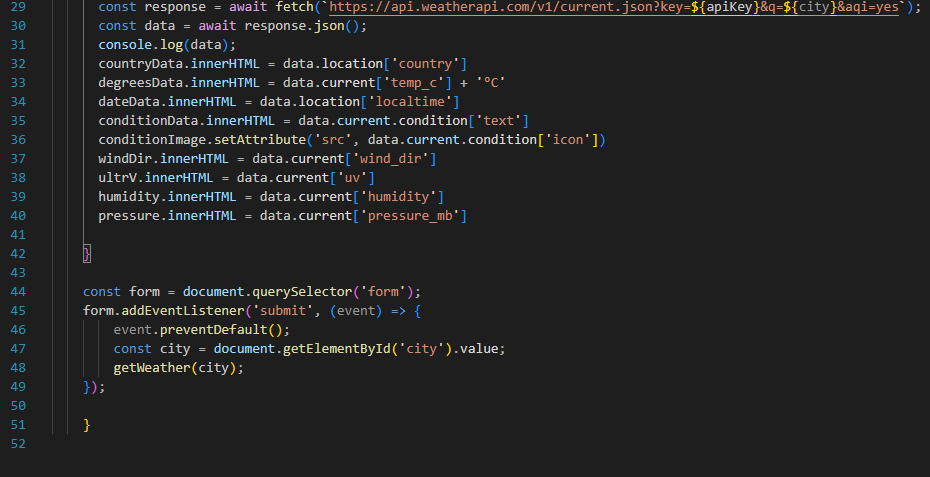 29 const response = await fetch(`https://api.weatherapi.com/v1/current.json?key=${apiKey}&q=${city}&aqi=yes`);
30 const data = await response.json();
31 console.log(data);
32 countryData.innerHTML = data.location['country']
33 degreesData.innerHTML = data.current['temp_c'] + '°C'
34 dateData.innerHTML = data.location['localtime']
35 conditionData.innerHTML = data.current.condition['text']
36 conditionImage.setAttribute('src', data.current.condition['icon'])
37 windDir.innerHTML = data.current['wind_dir']
38 ultrV.innerHTML = data.current['uv']
39 humidity.innerHTML = data.current['humidity']
40 pressure.innerHTML = data.current['pressure_mb']
41
42 }
43
44 const form = document.querySelector('form');
45 form.addEventListener('submit', (event) => {
46 event.preventDefault();
47 const city = document.getElementById('city').value;
48 getWeather(city);
49 });
50
51 }
52